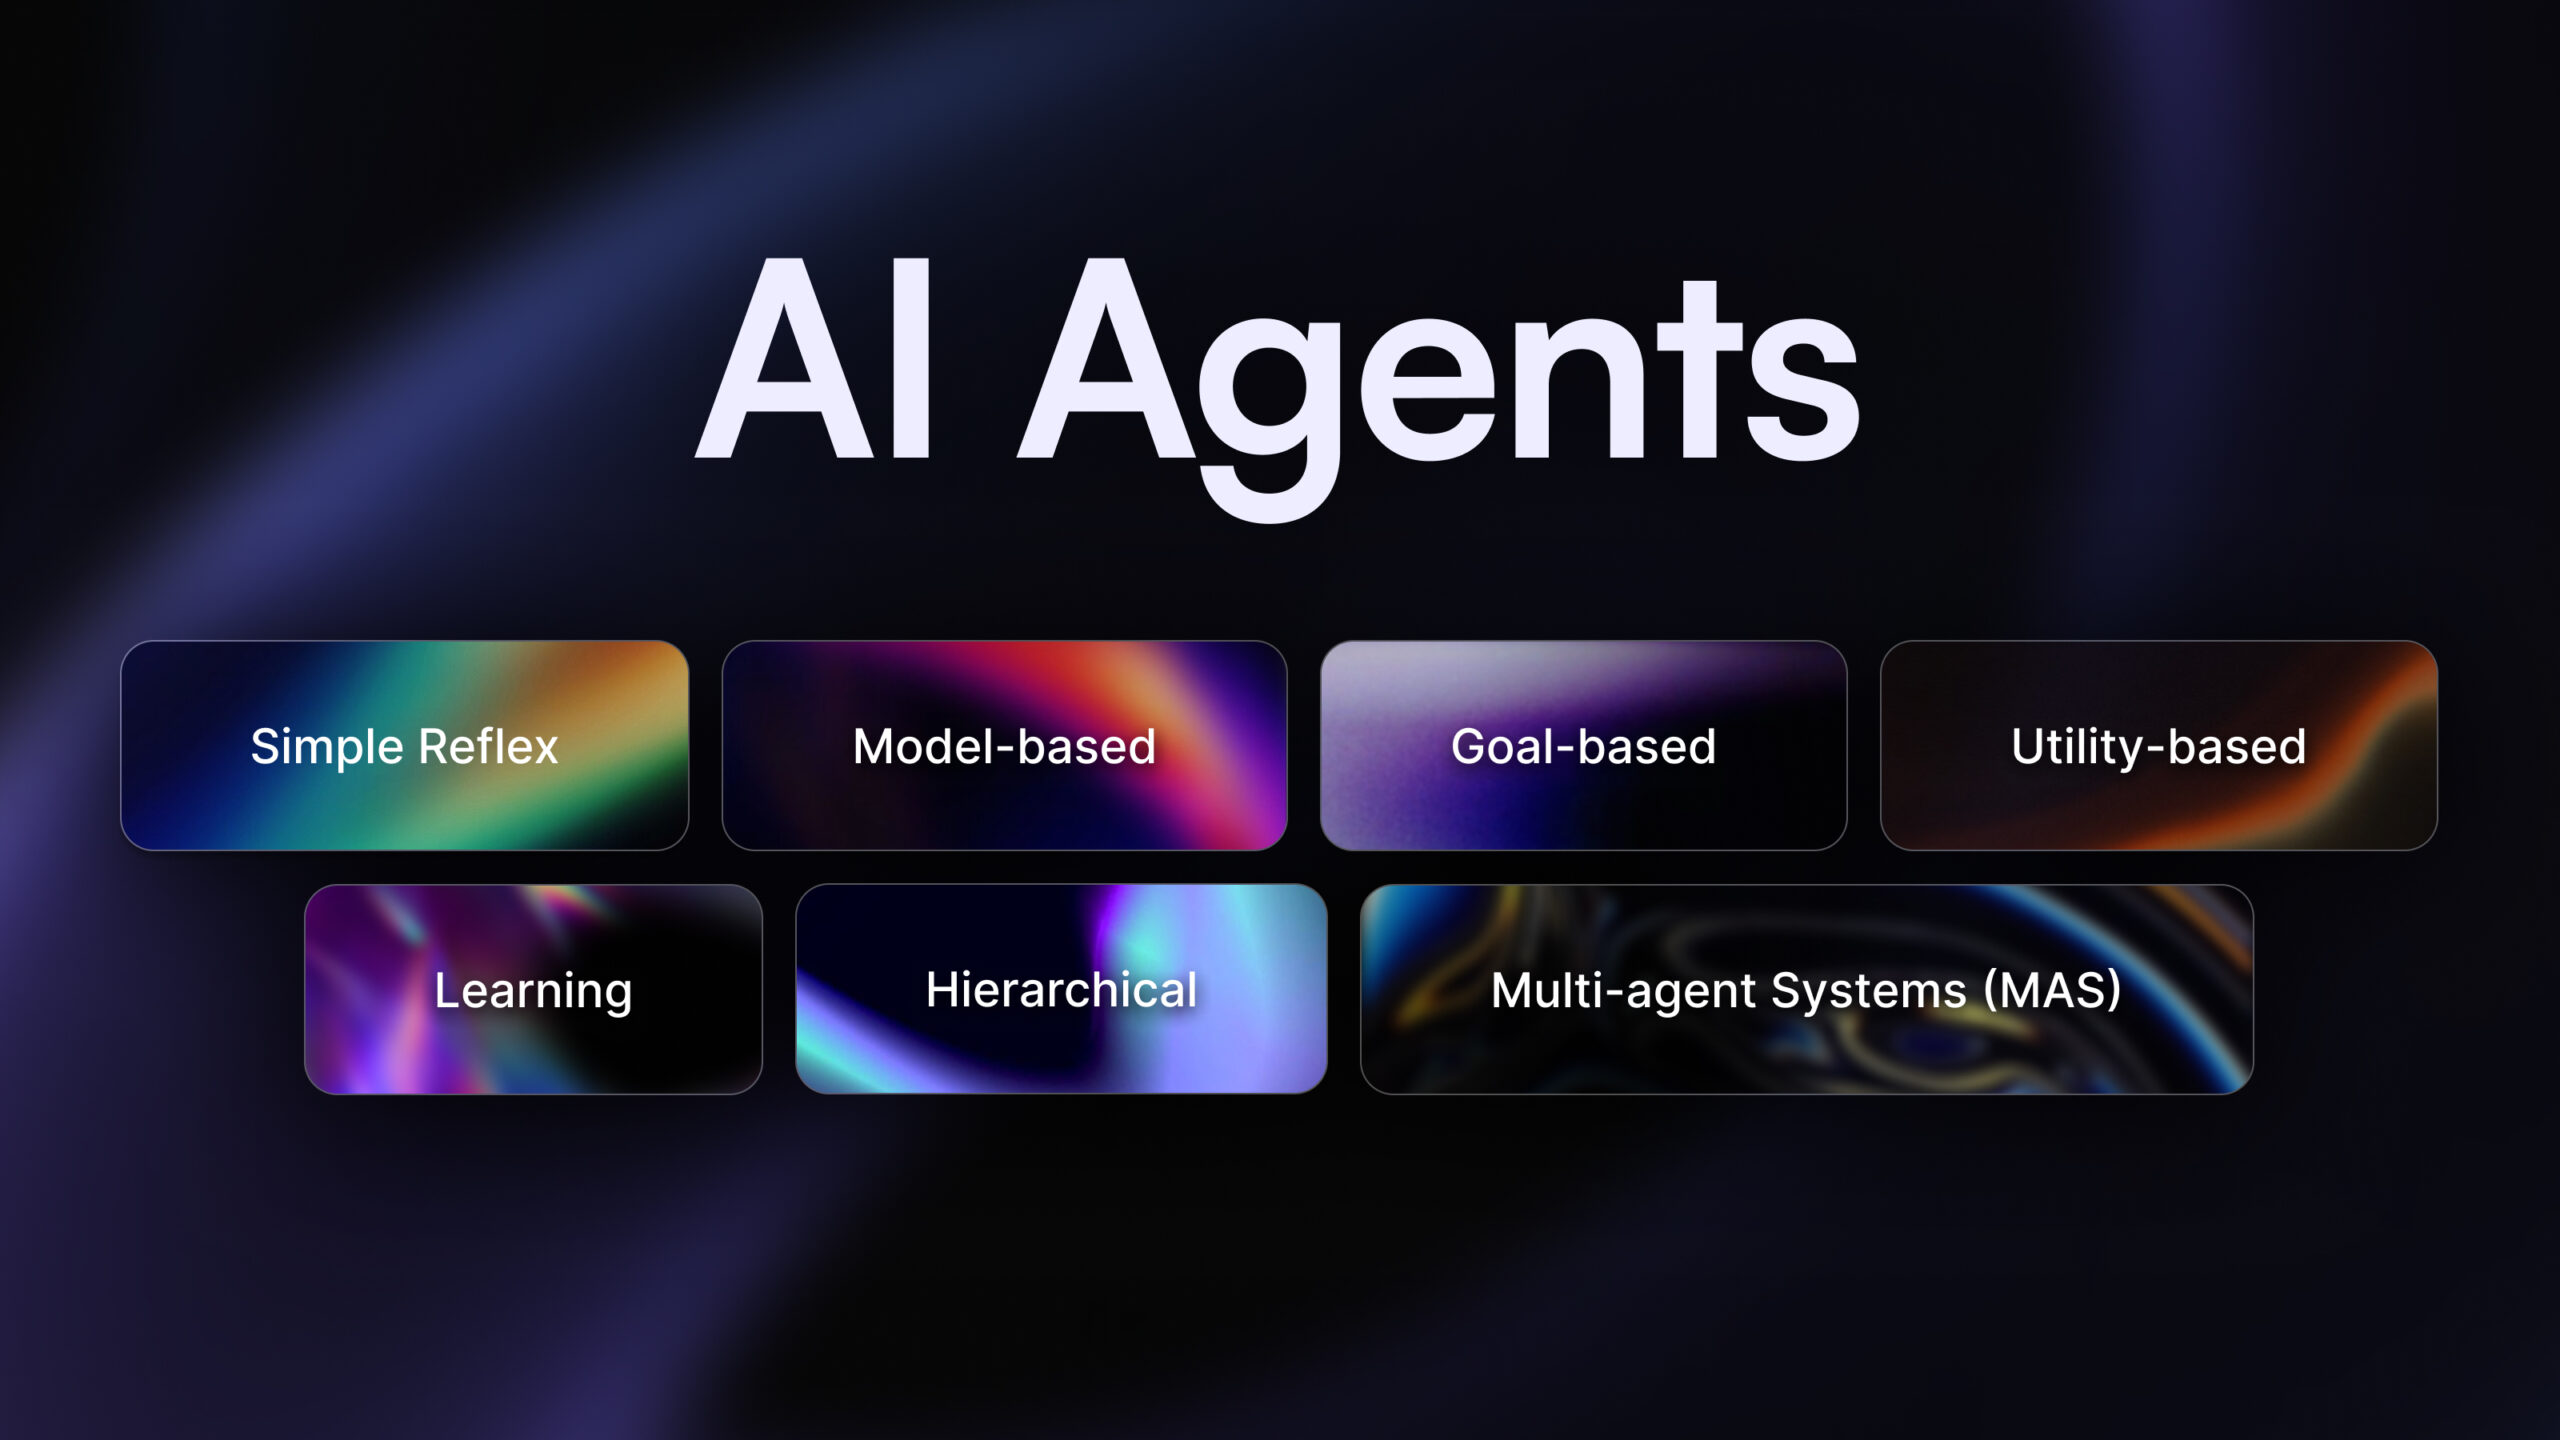 AI Agents
Simple Reflex
Model-based
Goal-based
Utility-based
Learning
Hierarchical
Multi-agent Systems (MAS)